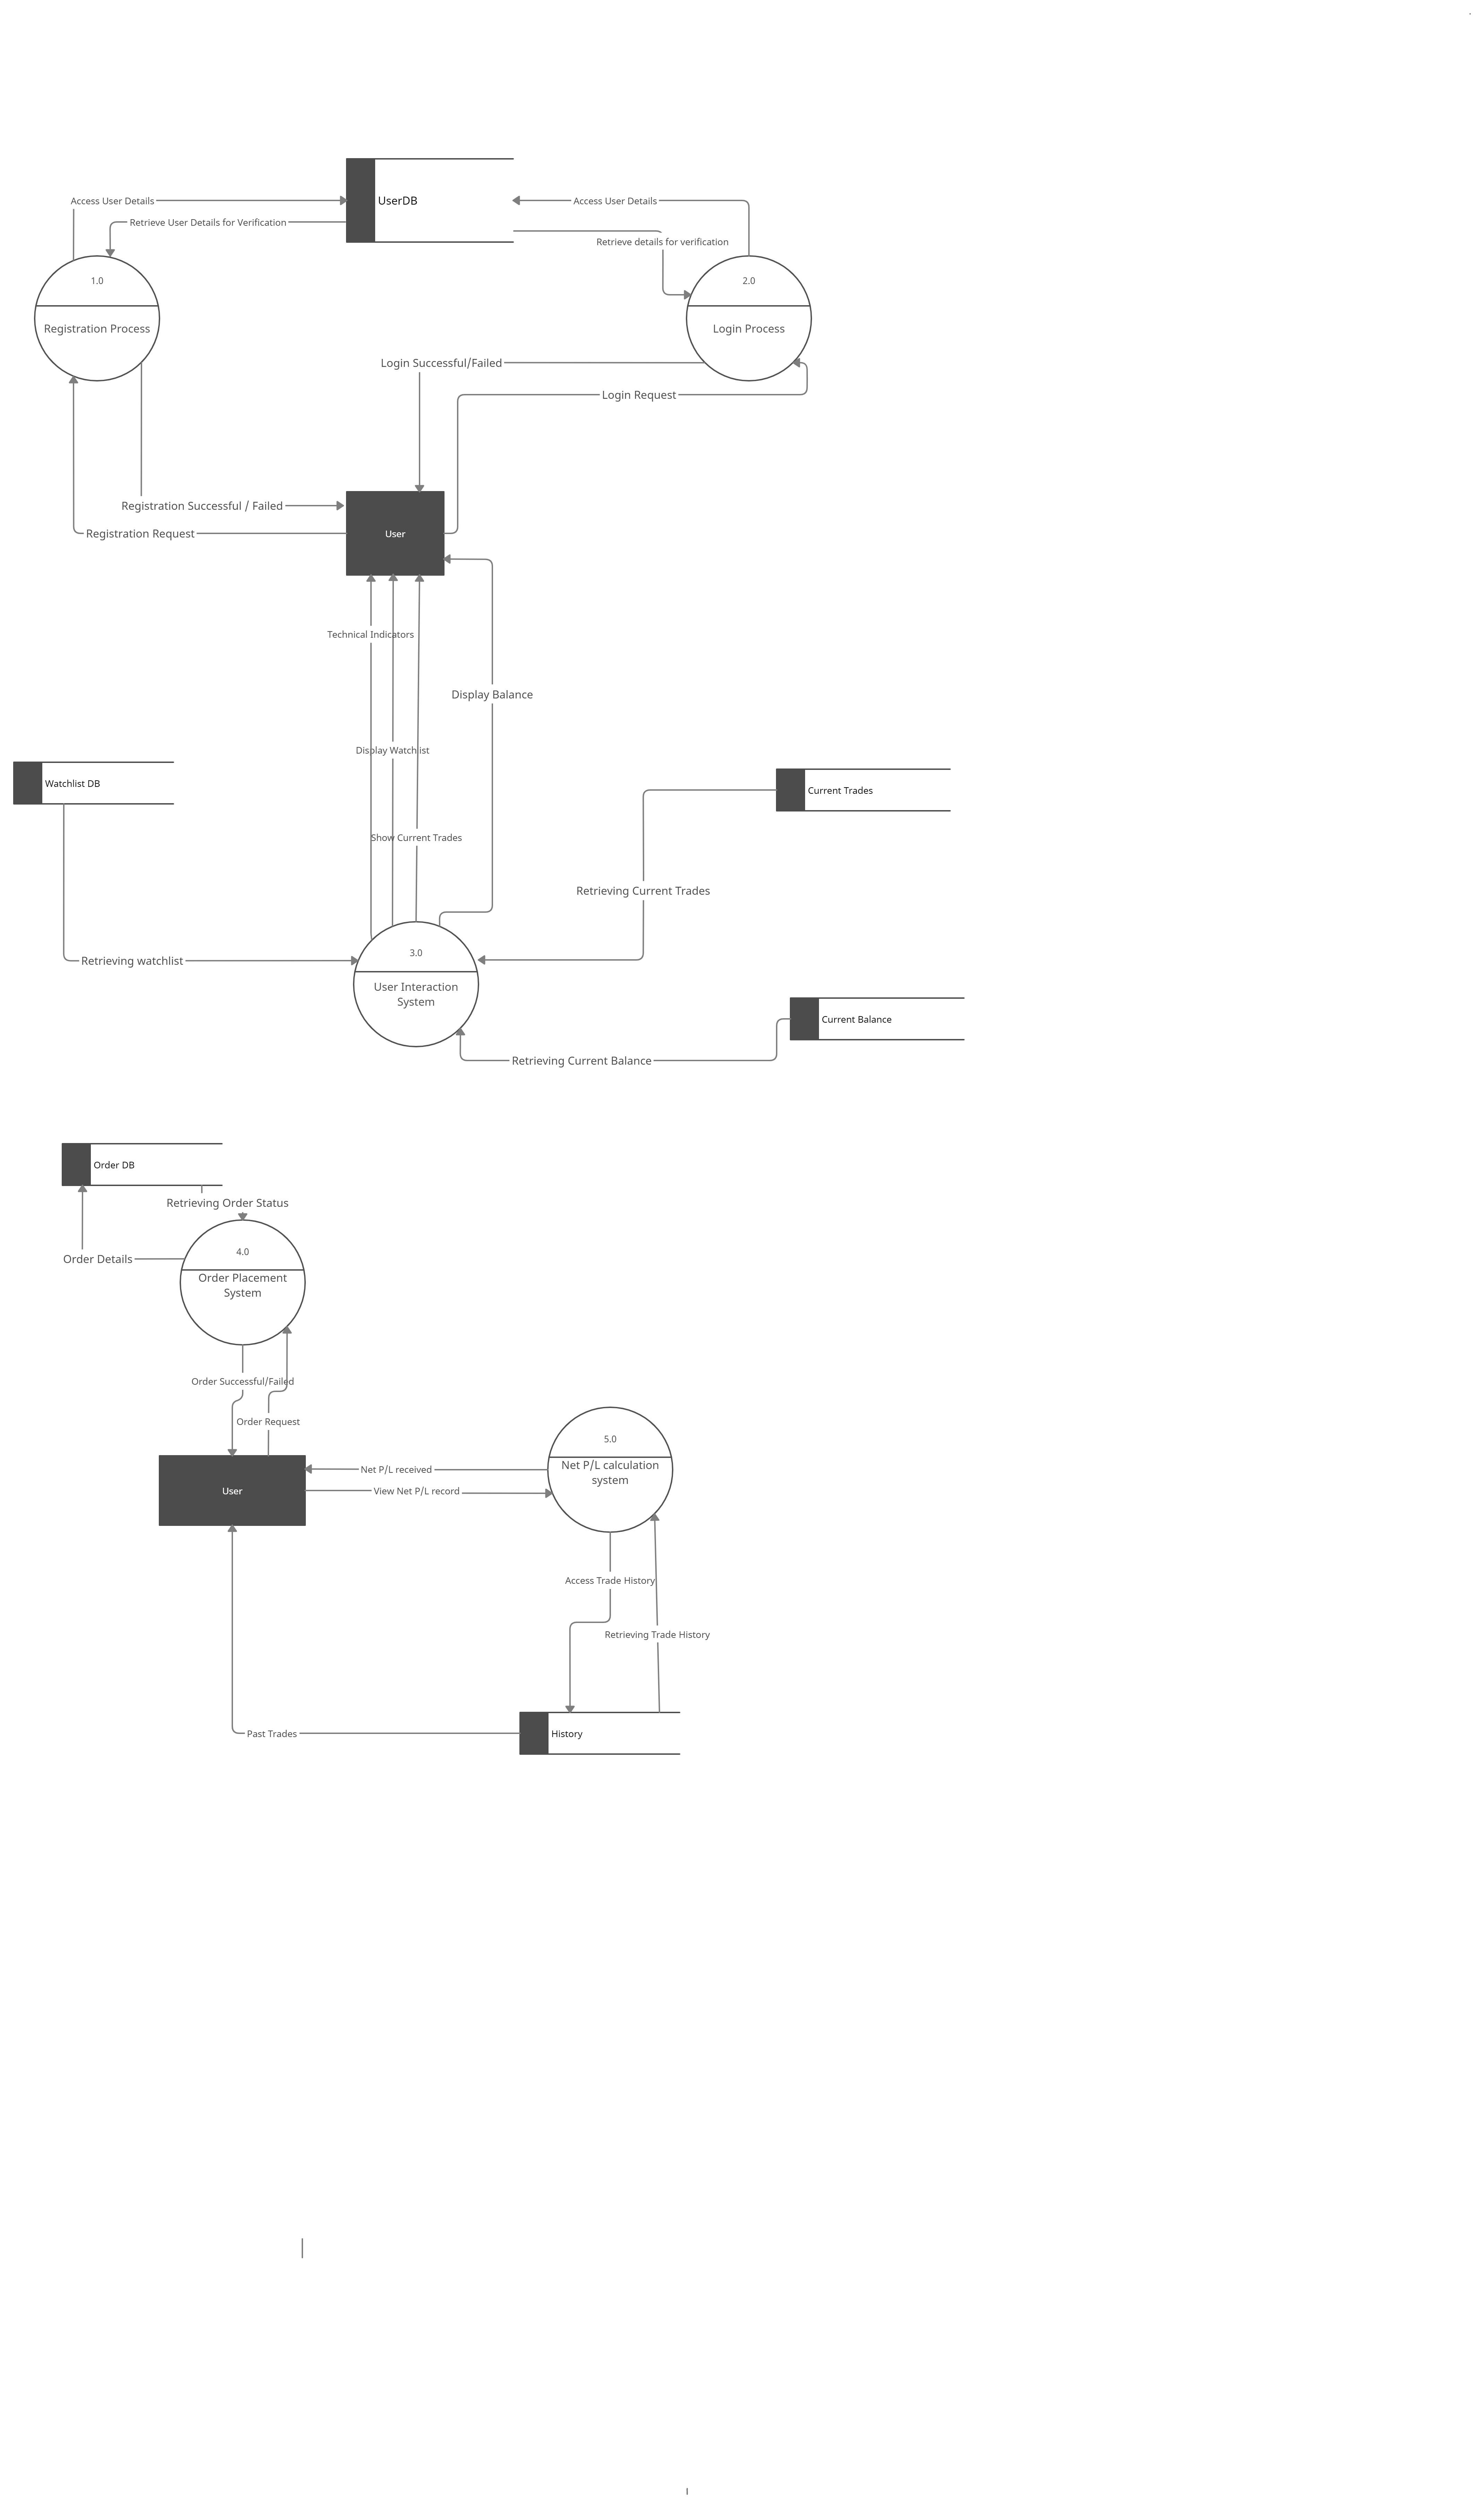 UserDB
Access User Details
Access User Details
Retrieve User Details for Verification
Retrieve details for verification
1.0
Registration Process
2.0
Login Process
Login Successful/Failed
Login Request
Registration Successful / Failed
Registration Request
User
Technical Indicators
Display Balance
Display Watchlist
Watchlist DB
Current Trades
Show Current Trades
Retrieving Current Trades
3.0
User Interaction
System
Retrieving watchlist
Current Balance
Retrieving Current Balance
Order DB
Retrieving Order Status
Order Details
4.0
Order Placement
System
Order Successful/Failed
Order Request
5.0
Net P/L calculation
system
Net P/L received
View Net P/L record
User
Access Trade History
Retrieving Trade History
Past Trades
History